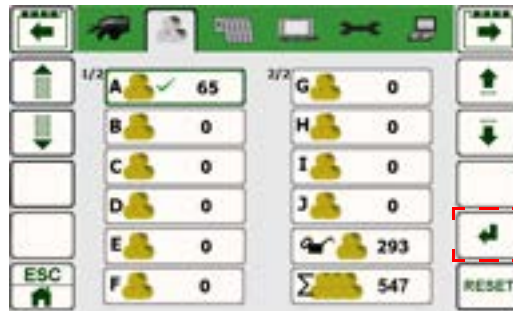 1/2
A 65
B 0
C 0
D 0
E 0
F 0
2/2
G 0
H 0
I 0
J 0
293
Σ 547
ESC
RESET